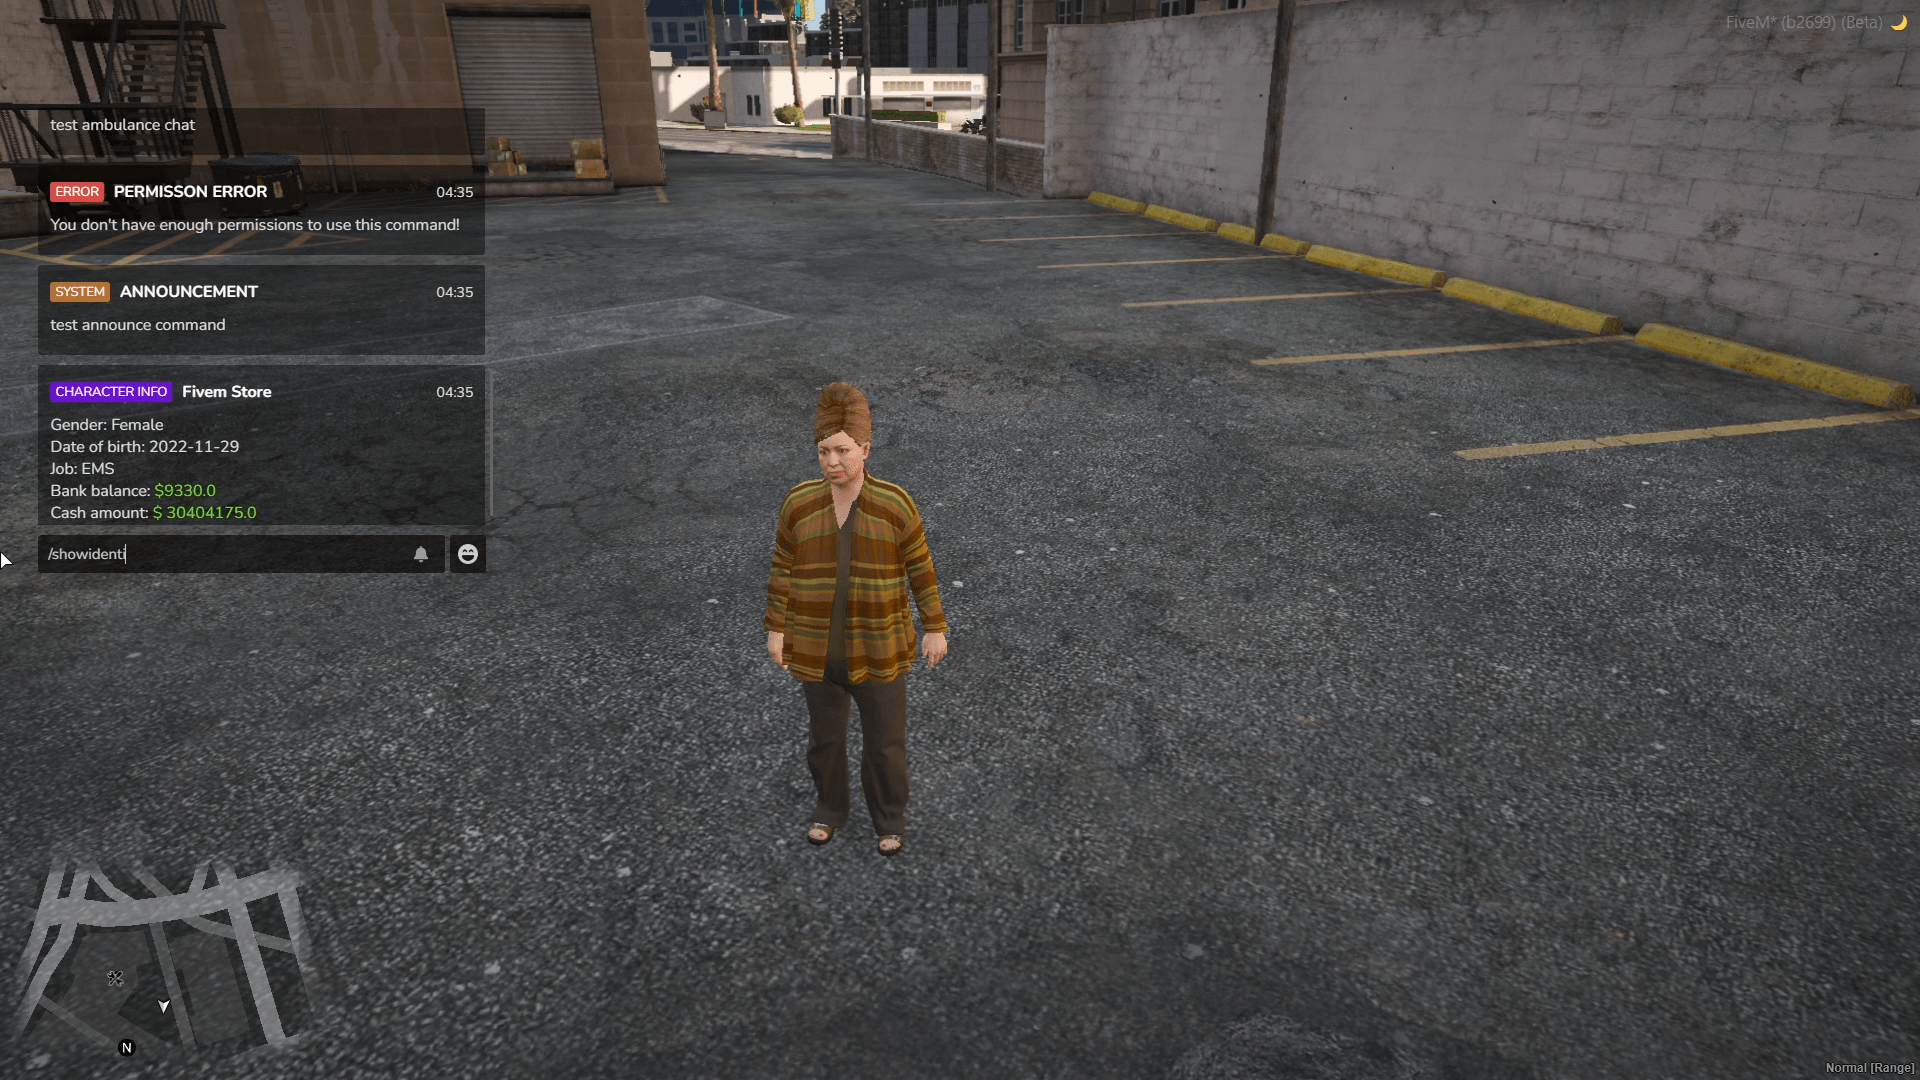 FiveM* (b2699) (Beta)
test ambulance chat
ERROR PERMISSON ERROR 04:35
You don't have enough permissions to use this command!
SYSTEM ANNOUNCEMENT 04:35
test announce command
CHARACTER INFO Fivem Store 04:35
Gender: Female
Date of birth: 2022-11-29
Job: EMS
Bank balance: $9330.0
Cash amount: $ 30404175.0
/showidenti
N
Normal [Range]